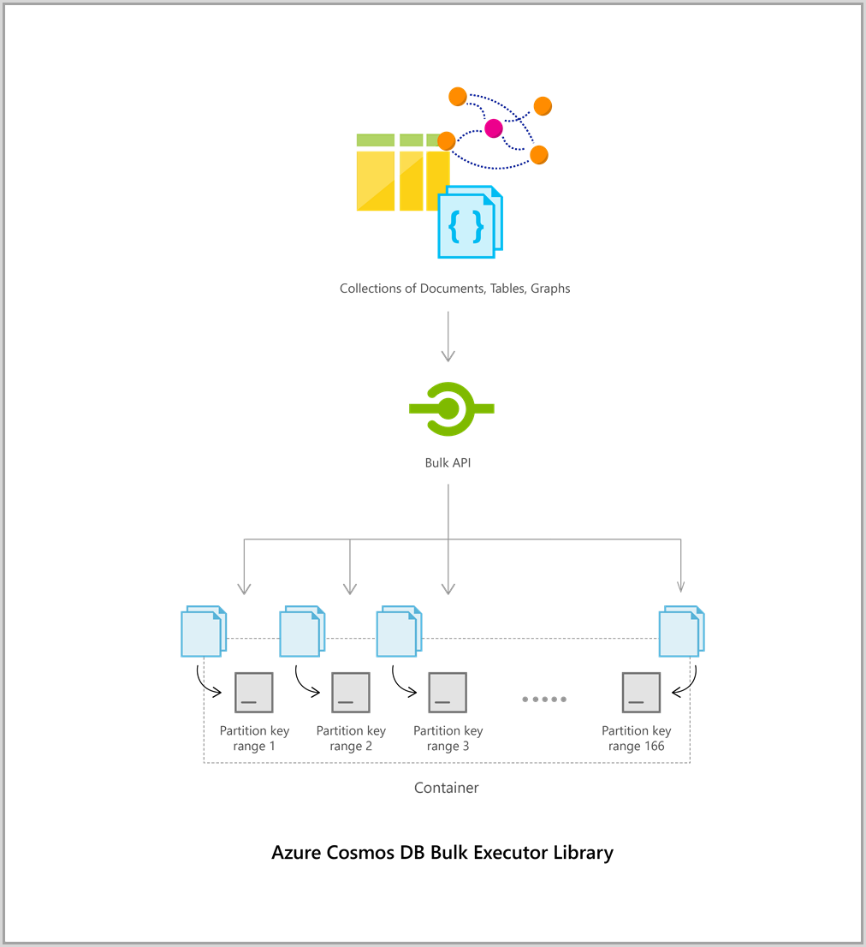 { }
Collections of Documents, Tables, Graphs
Bulk API
Partition key
range 1
Partition key
range 2
Partition key
range 3
Partition key
range 166
Container
Azure Cosmos DB Bulk Executor Library